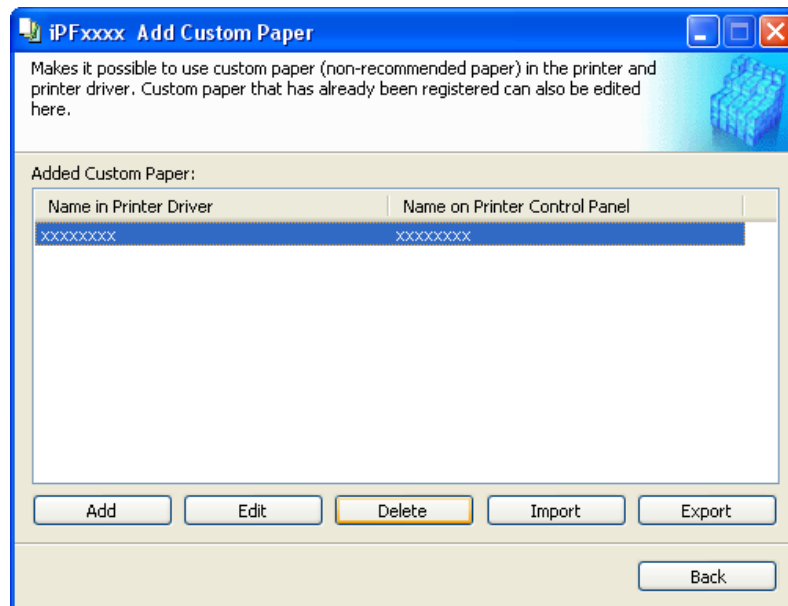 iPFxxxx Add Custom Paper
Makes it possible to use custom paper (non-recommended paper) in the printer and
printer driver. Custom paper that has already been registered can also be edited
here.
Added Custom Paper:
Name in Printer Driver Name on Printer Control Panel
xxxxxxxx xxxxxxxx
Add Edit Delete Import Export
Back